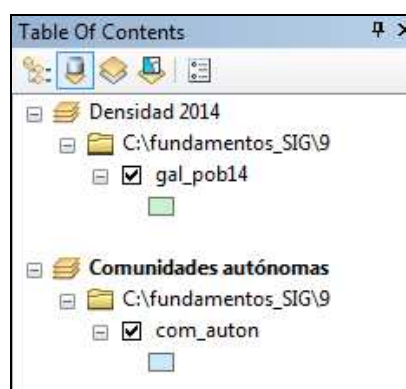 Table Of Contents
Densidad 2014
C:\fundamentos_SIG\9
gal_pob14
Comunidades autónomas
C:\fundamentos_SIG\9
com_auton